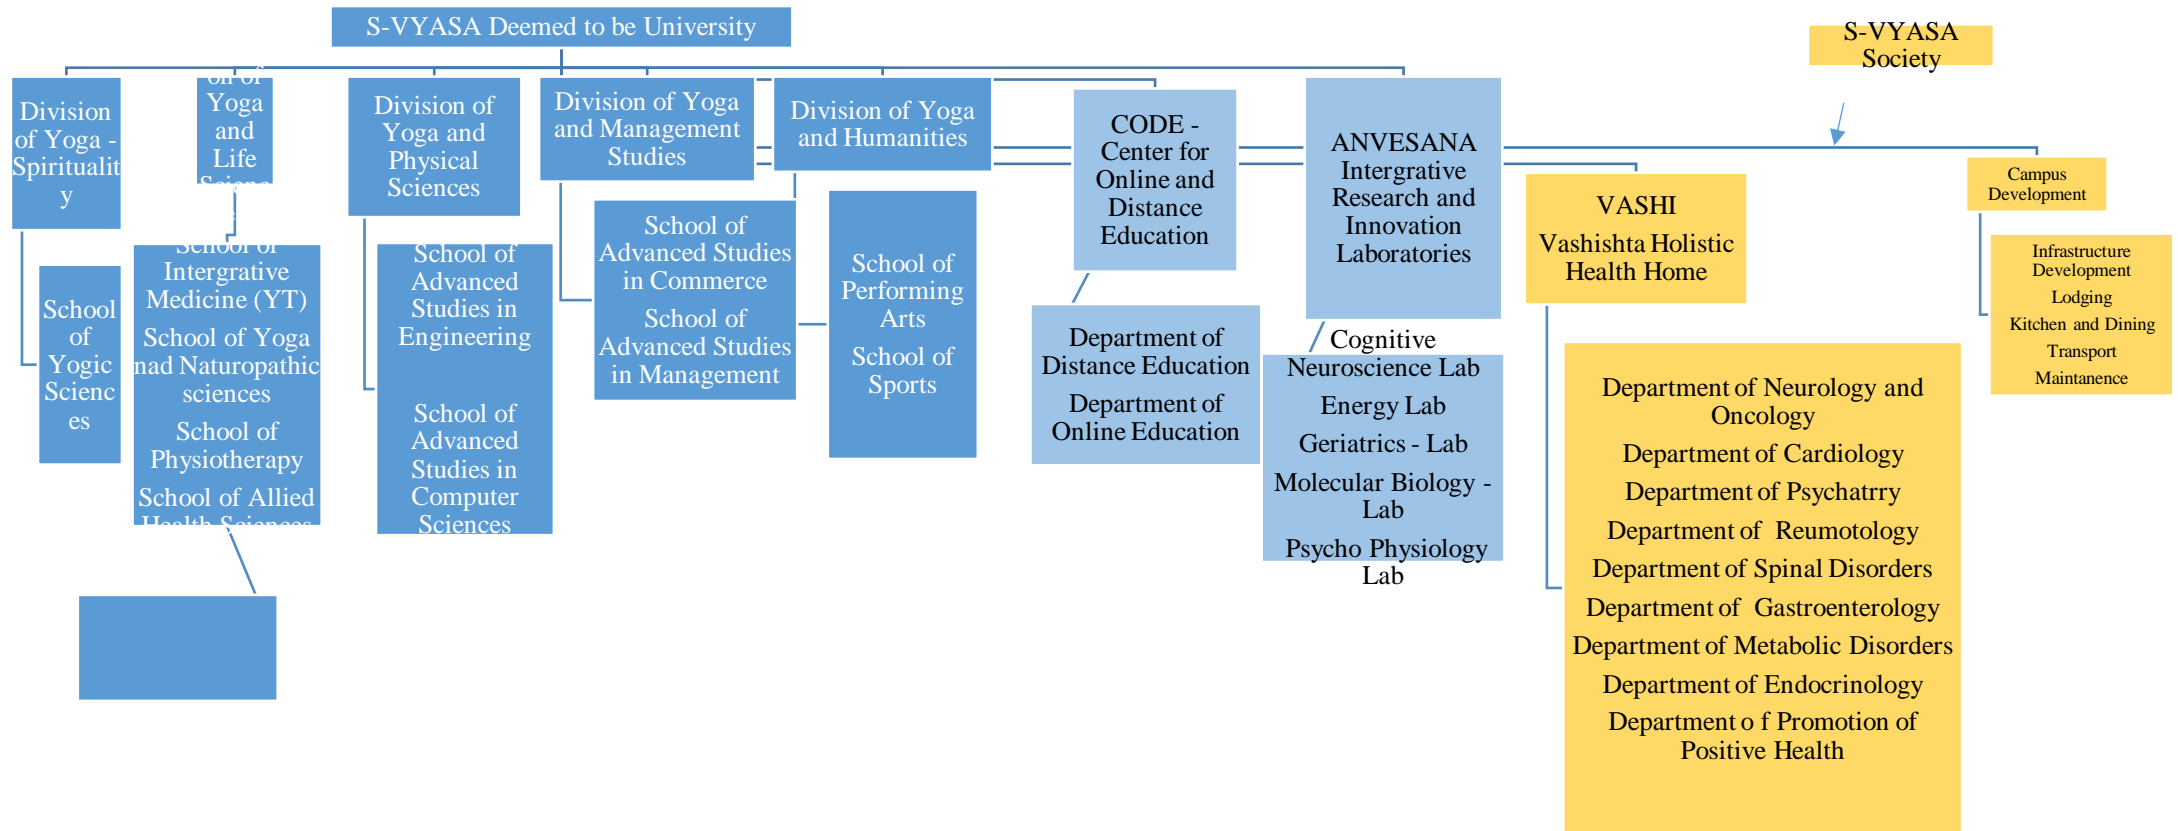 S-VYASA Deemed to be University
S-VYASA
Society
Division
of Yoga -
Spiritualit
y
on of
Yoga
and
Life
Scienc
Division of
Yoga and
Physical
Sciences
Division of Yoga
and Management
Studies
Division of Yoga
and Humanities
CODE -
Center for
Online and
Distance
Education
ANVESANA
Intergrative
Research and
Innovation
Laboratories
VASHI
Vashishta Holistic
Health Home
Campus
Development
School
of
Yogic
Scienc
es
School of
Intergrative
Medicine (YT)
School of Yoga
nad Naturopathic
sciences
School of
Physiotherapy
School of Allied
Health Sciences
School of
Advanced
Studies in
Engineering
School of
Advanced
Studies in
Computer
Sciences
School of
Advanced Studies
in Commerce
School of
Advanced Studies
in Management
School of
Performing
Arts
School of
Sports
Department of
Distance Education
Department of
Online Education
Cognitive
Neuroscience Lab
Energy Lab
Geriatrics - Lab
Molecular Biology -
Lab
Psycho Physiology
Lab
Department of Neurology and
Oncology
Department of Cardiology
Department of Psychatrry
Department of Reumotology
Department of Spinal Disorders
Department of Gastroenterology
Department of Metabolic Disorders
Department of Endocrinology
Department o f Promotion of
Positive Health
Infrastructure
Development
Lodging
Kitchen and Dining
Transport
Maintanence